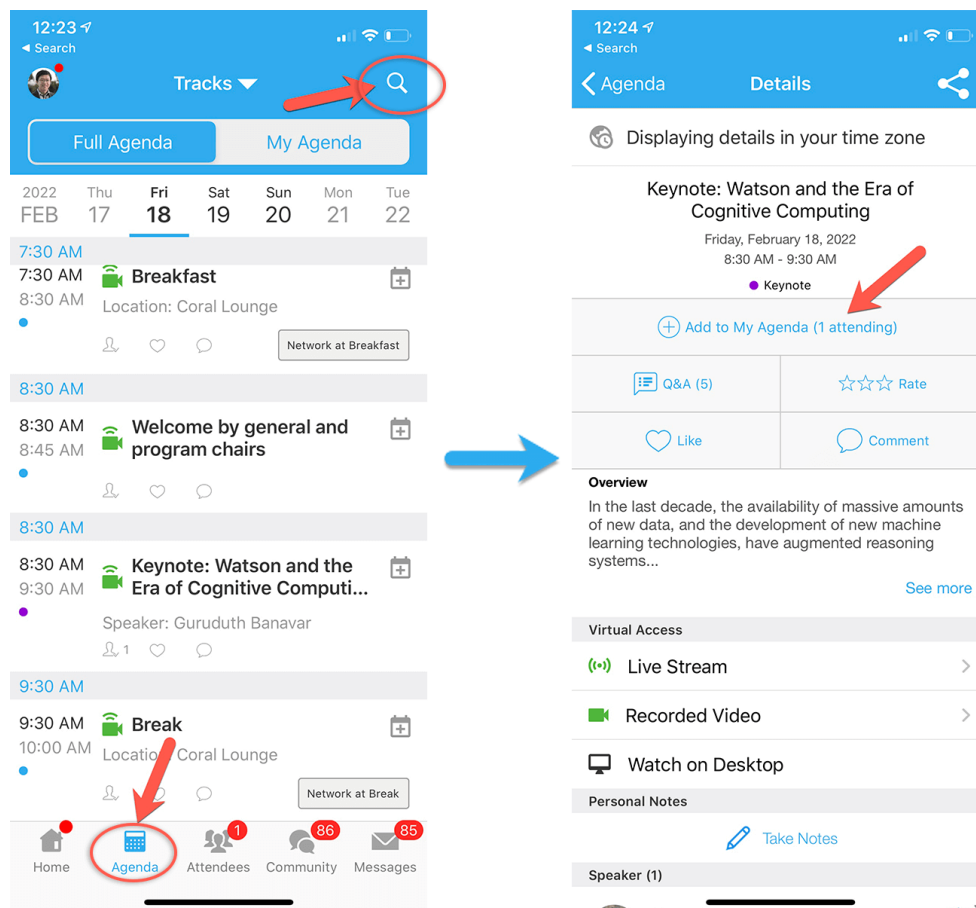 12:23
◀ Search
Tracks
Full Agenda
My Agenda
2022 Thu Fri Sat Sun Mon Tue
FEB 17 18 19 20 21 22
7:30 AM
7:30 AM Breakfast
8:30 AM Location: Coral Lounge
Network at Breakfast
8:30 AM
8:30 AM Welcome by general and
8:45 AM program chairs
8:30 AM
8:30 AM Keynote: Watson and the
9:30 AM Era of Cognitive Computi...
Speaker: Guruduth Banavar
1
9:30 AM
9:30 AM Break
10:00 AM Location: Coral Lounge
Network at Break
1 86 85
Home Agenda Attendees Community Messages
12:24
◀ Search
Agenda Details
Displaying details in your time zone
Keynote: Watson and the Era of
Cognitive Computing
Friday, February 18, 2022
8:30 AM - 9:30 AM
Keynote
Add to My Agenda (1 attending)
Q&A (5) Rate
Like Comment
Overview
In the last decade, the availability of massive amounts
of new data, and the development of new machine
learning technologies, have augmented reasoning
systems...
See more
Virtual Access
Live Stream
Recorded Video
Watch on Desktop
Personal Notes
Take Notes
Speaker (1)